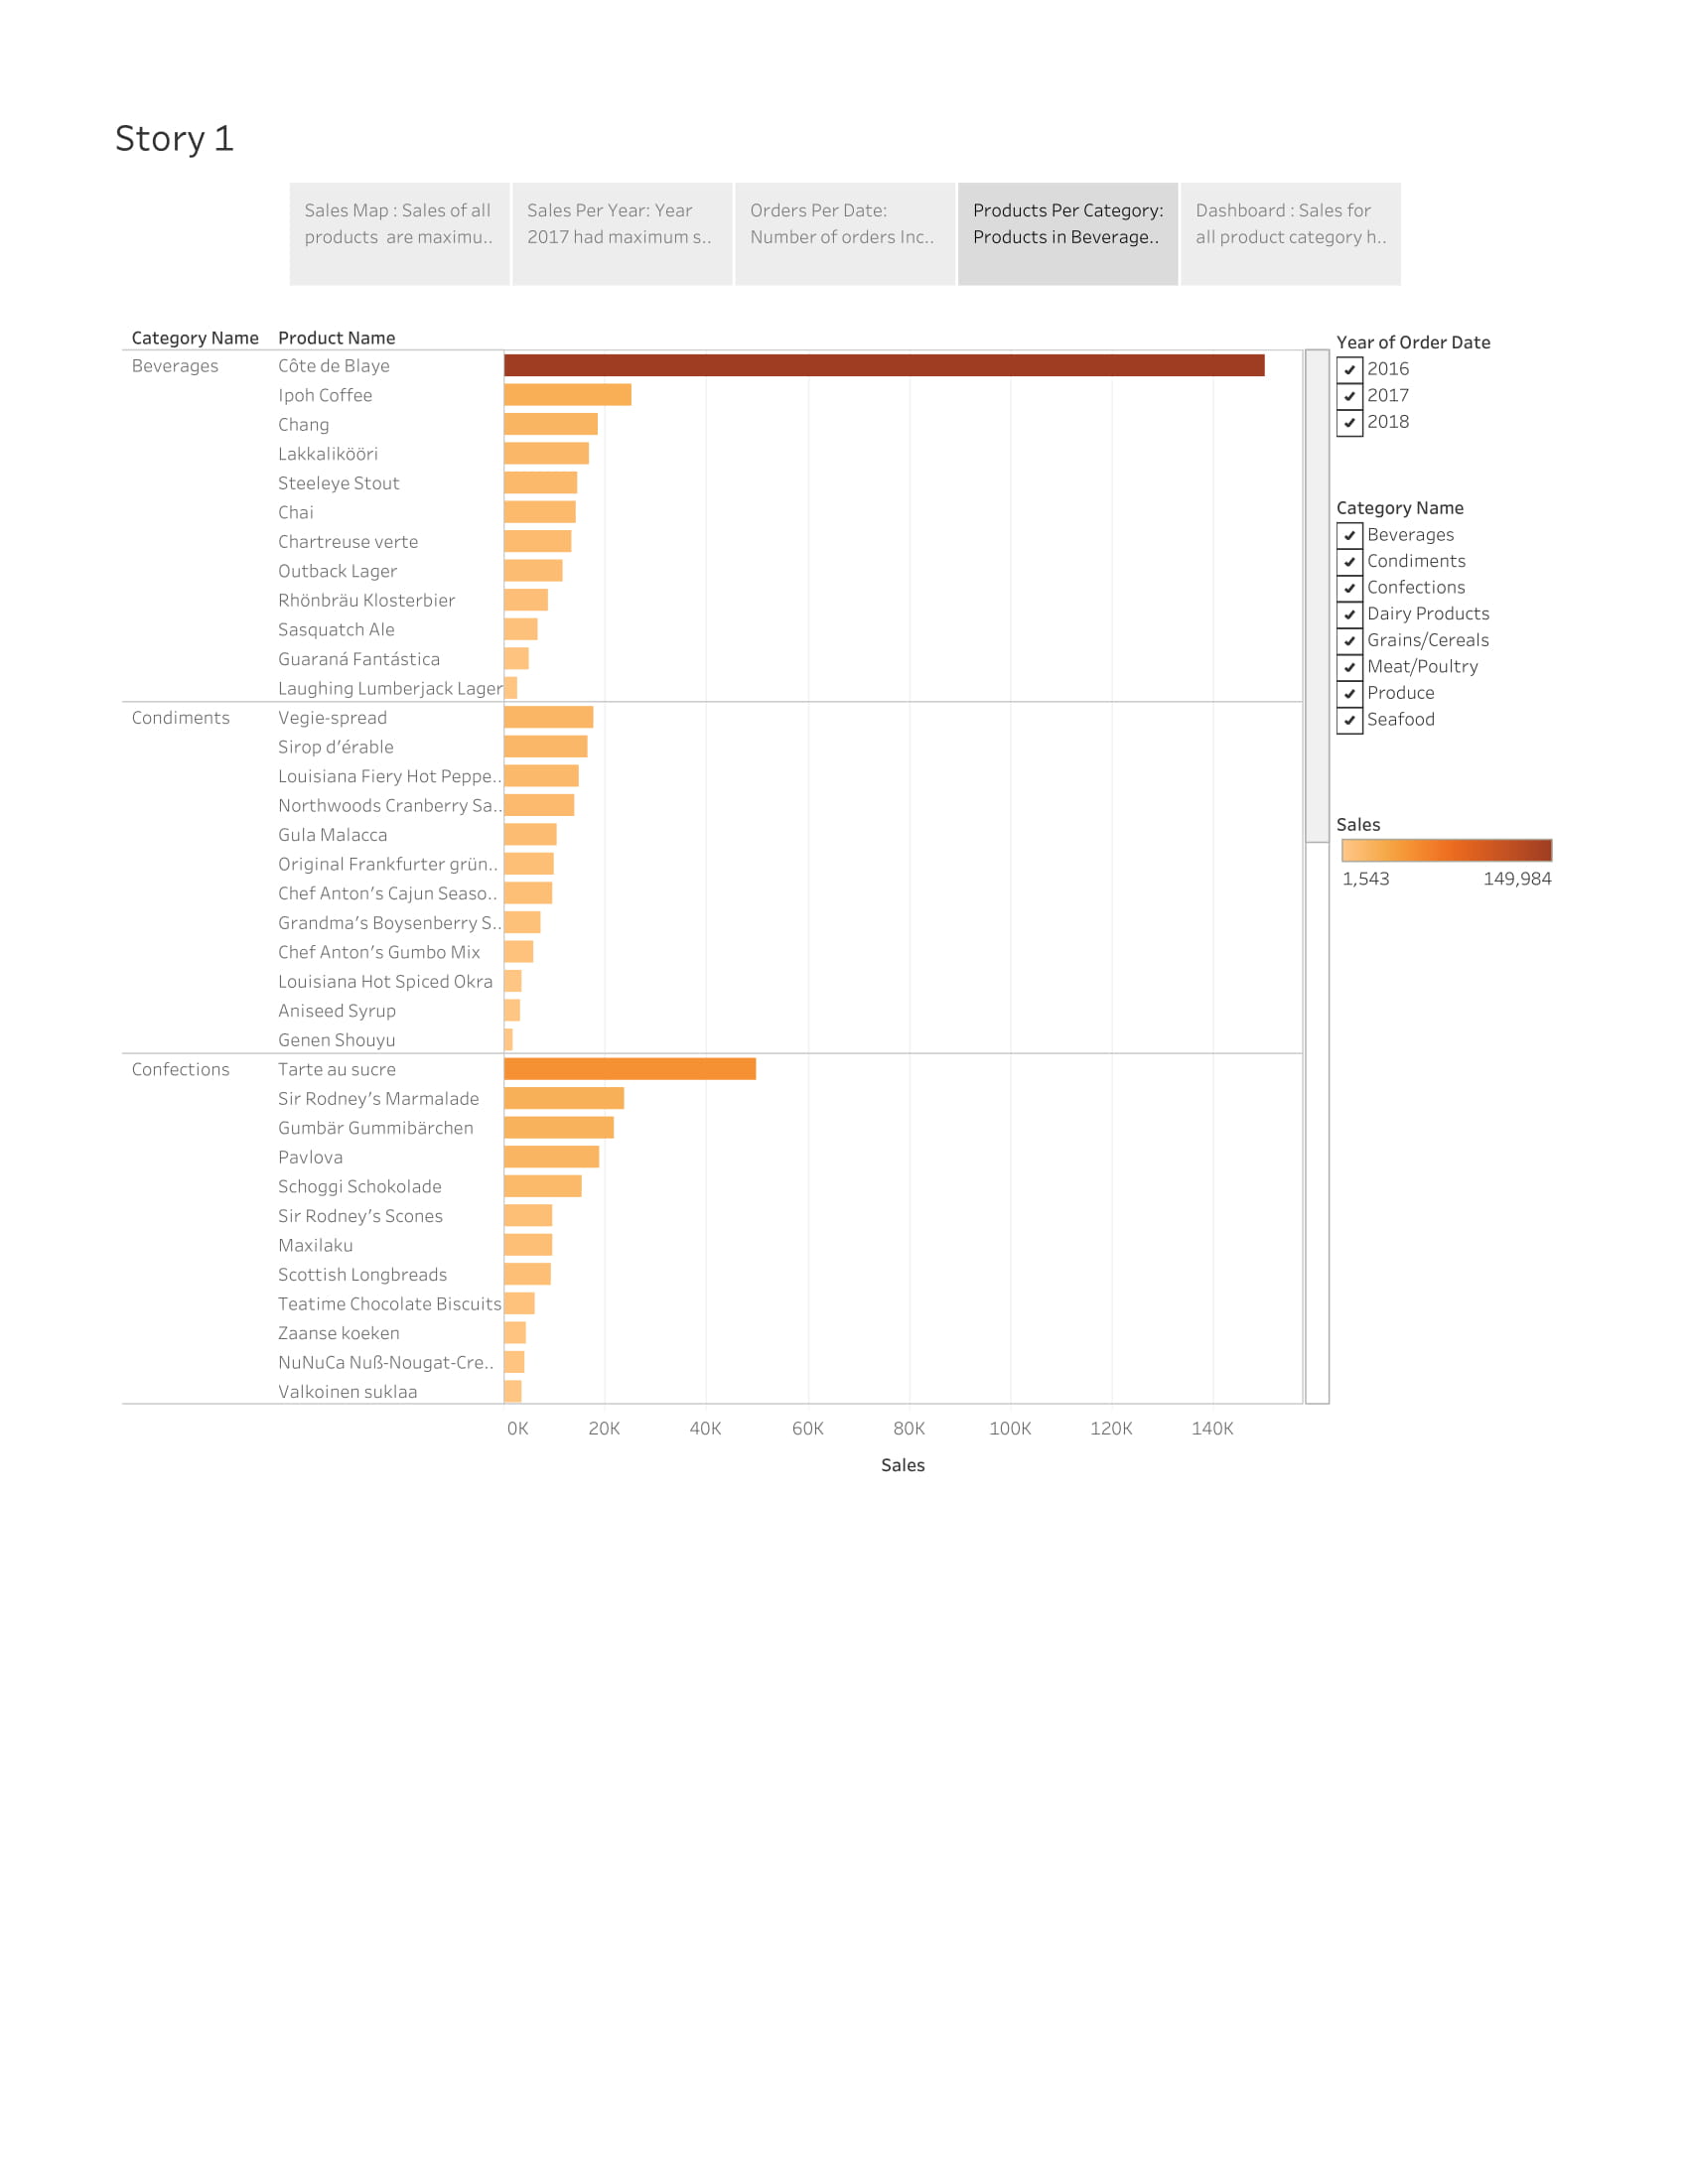 Story 1
Sales Map : Sales of all
products  are maximu..
Sales Per Year: Year
2017 had maximum s..
Orders Per Date:
Number of orders Inc..
Products Per Category:
Products in Beverage..
Dashboard : Sales for
all product category h..
Category Name Product Name
Beverages Côte de Blaye
Ipoh Coffee
Chang
Lakkalikööri
Steeleye Stout
Chai
Chartreuse verte
Outback Lager
Rhönbräu Klosterbier
Sasquatch Ale
Guaraná Fantástica
Laughing Lumberjack Lager
Condiments Vegie-spread
Sirop d’érable
Louisiana Fiery Hot Peppe..
Northwoods Cranberry Sa..
Gula Malacca
Original Frankfurter grün..
Chef Anton’s Cajun Seaso..
Grandma’s Boysenberry S..
Chef Anton’s Gumbo Mix
Louisiana Hot Spiced Okra
Aniseed Syrup
Genen Shouyu
Confections Tarte au sucre
Sir Rodney’s Marmalade
Gumbär Gummibärchen
Pavlova
Schoggi Schokolade
Sir Rodney’s Scones
Maxilaku
Scottish Longbreads
Teatime Chocolate Biscuits
Zaanse koeken
NuNuCa Nuß-Nougat-Cre..
Valkoinen suklaa
0K 20K 40K 60K 80K 100K 120K 140K
Sales
Year of Order Date
2016
2017
2018
Category Name
Beverages
Condiments
Confections
Dairy Products
Grains/Cereals
Meat/Poultry
Produce
Seafood
Sales
1,543 149,984